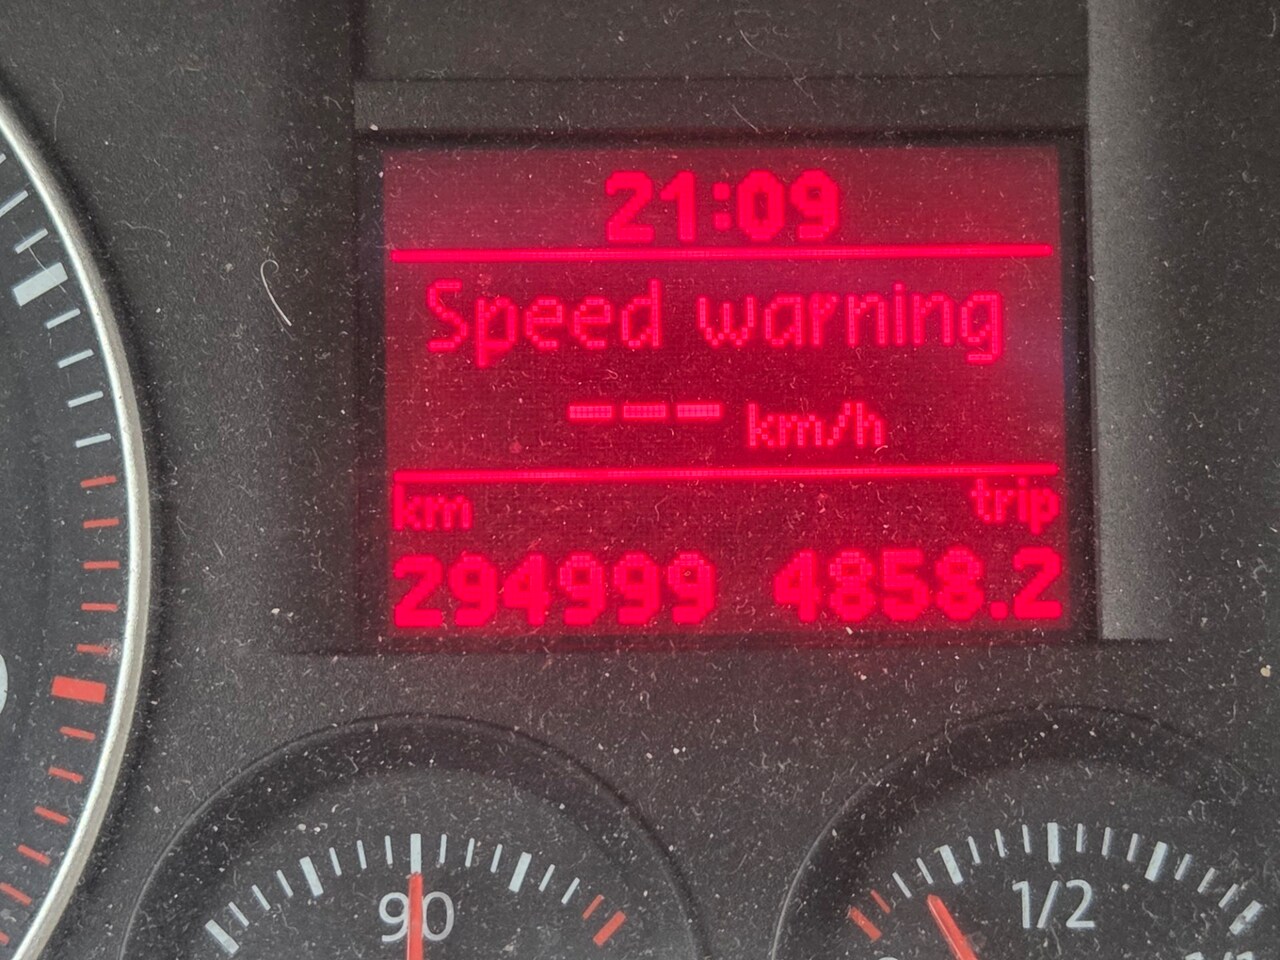 21:09
Speed warning
--- km/h
km trip
294999 4858.2
90
1/2